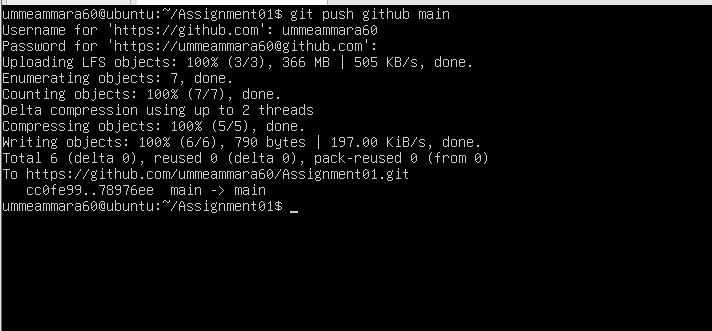 ummeammara60@ubuntu:~/Assignment01$ git push github main
Username for 'https://github.com': ummeammara60
Password for 'https://ummeammara60@github.com':
Uploading LFS objects: 100% (3/3), 366 MB | 505 KB/s, done.
Enumerating objects: 7, done.
Counting objects: 100% (7/7), done.
Delta compression using up to 2 threads
Compressing objects: 100% (5/5), done.
Writing objects: 100% (6/6), 790 bytes | 197.00 KiB/s, done.
Total 6 (delta 0), reused 0 (delta 0), pack-reused 0 (from 0)
To https://github.com/ummeammara60/Assignment01.git
   cc0fe99..78976ee  main -> main
ummeammara60@ubuntu:~/Assignment01$ _